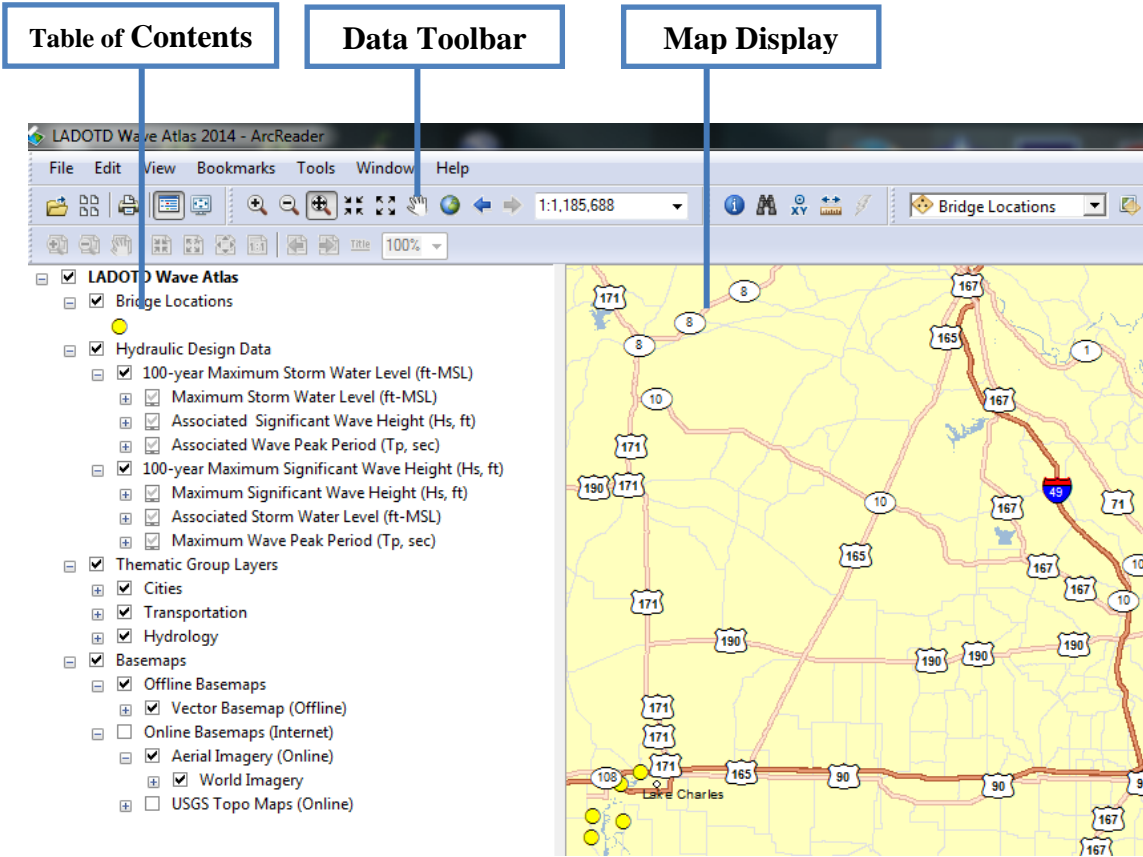 Table of Contents
Data Toolbar
Map Display
LADOTD Wave Atlas 2014 - ArcReader
File Edit View Bookmarks Tools Window Help
1:1,185,688
Bridge Locations
Title 100%
LADOTD Wave Atlas
Bridge Locations
Hydraulic Design Data
100-year Maximum Storm Water Level (ft-MSL)
Maximum Storm Water Level (ft-MSL)
Associated Significant Wave Height (Hs, ft)
Associated Wave Peak Period (Tp, sec)
100-year Maximum Significant Wave Height (Hs, ft)
Maximum Significant Wave Height (Hs, ft)
Associated Storm Water Level (ft-MSL)
Maximum Wave Peak Period (Tp, sec)
Thematic Group Layers
Cities
Transportation
Hydrology
Basemaps
Offline Basemaps
Vector Basemap (Offline)
Online Basemaps (Internet)
Aerial Imagery (Online)
World Imagery
USGS Topo Maps (Online)
171 8 167
8
8 165 1
10 167
171
190 171 10 49 71
167
165 167 10
167
171 10
190 190 190 190
171
171
108 171 165 90 90 9
Lake Charles
167
167